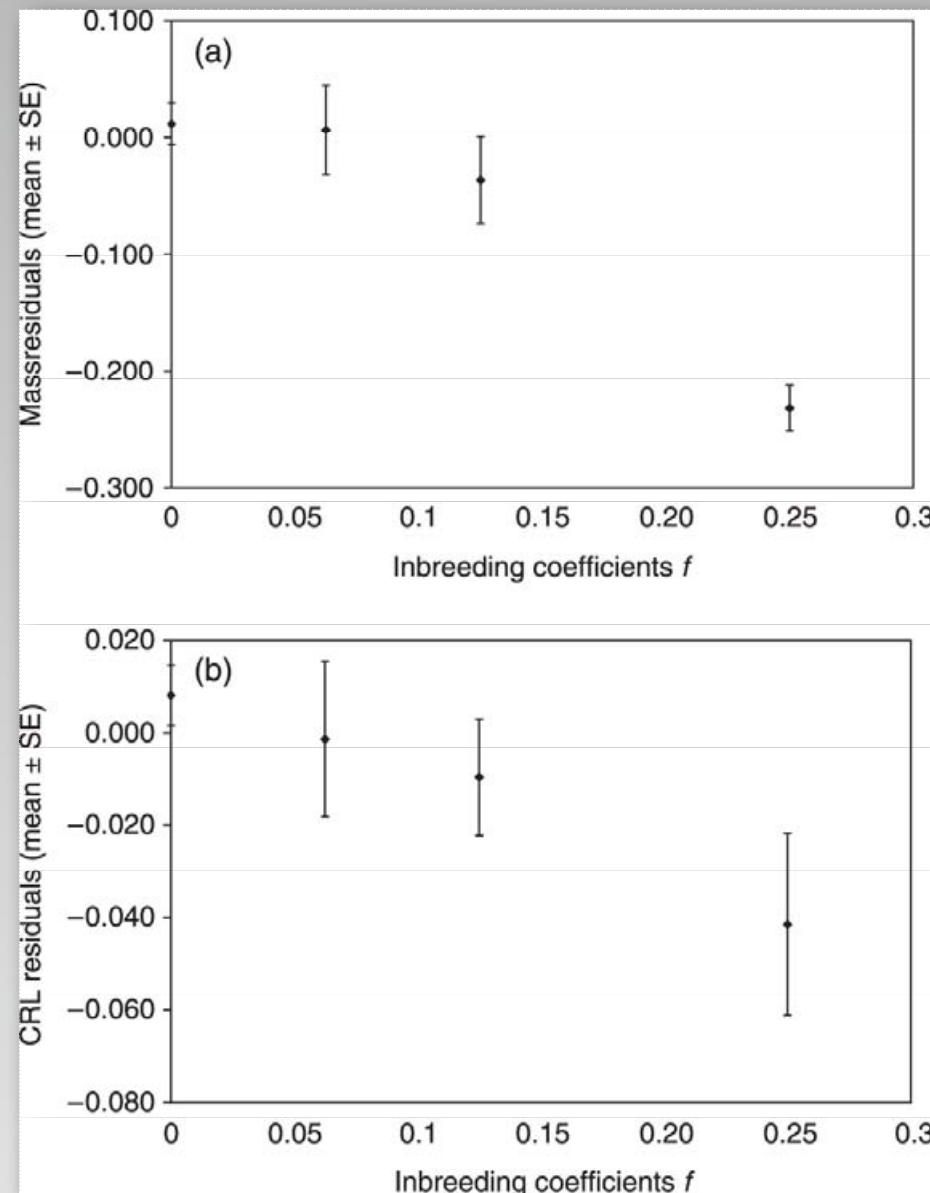 (a)
Massresiduals (mean ± SE)
0.100
0.000
−0.100
−0.200
−0.300
0 0.05 0.1 0.15 0.20 0.25 0.3
Inbreeding coefficients f
(b)
CRL residuals (mean ± SE)
0.020
0.000
−0.020
−0.040
−0.060
−0.080
0 0.05 0.1 0.15 0.20 0.25 0.3
Inbreeding coefficients f